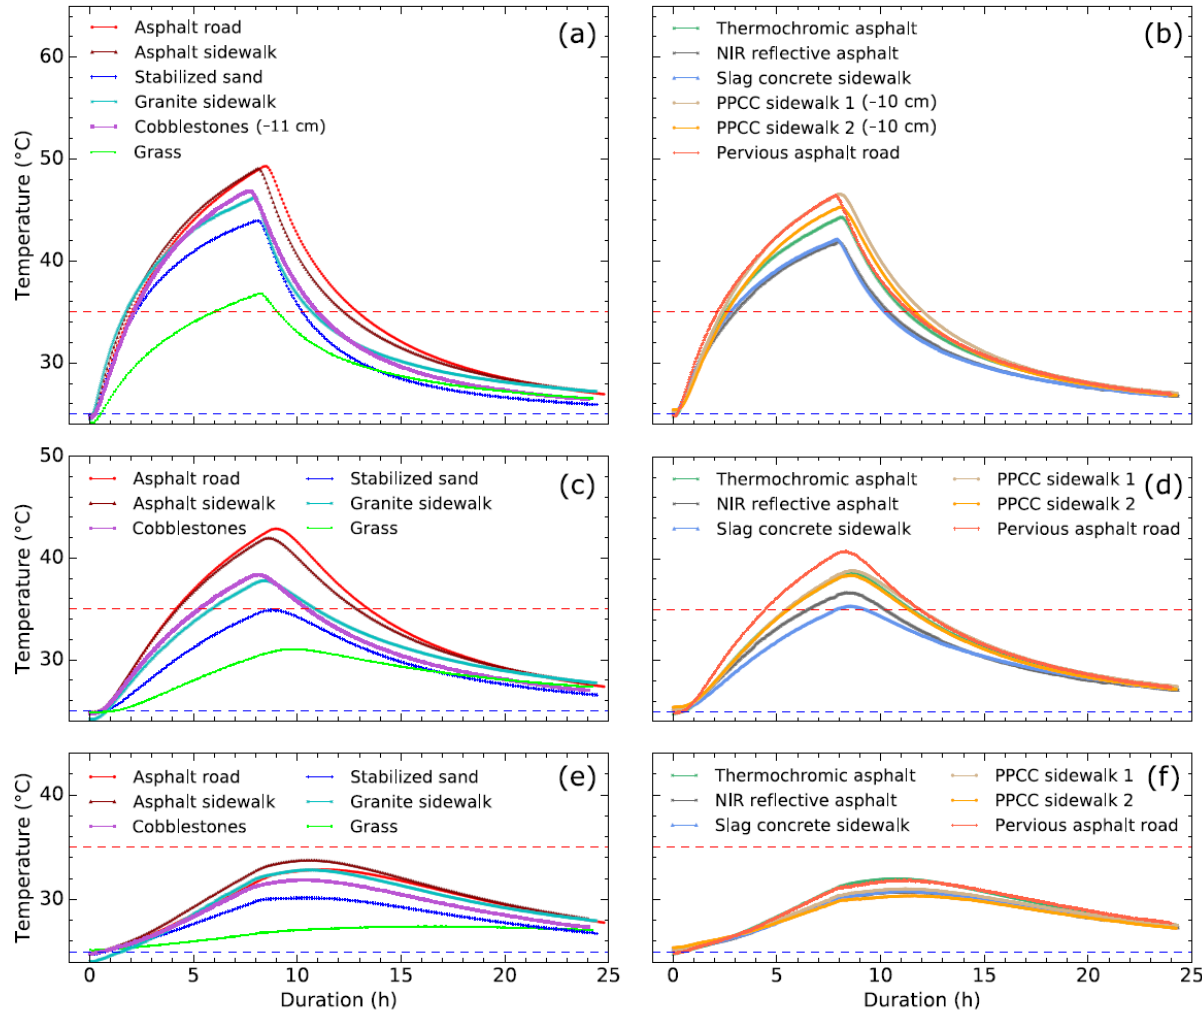 (a)
Asphalt road
Asphalt sidewalk
Stabilized sand
Granite sidewalk
Cobblestones (–11 cm)
Grass
60
50
40
30
Temperature (°C)
(b)
Thermochromic asphalt
NIR reflective asphalt
Slag concrete sidewalk
PPCC sidewalk 1 (–10 cm)
PPCC sidewalk 2 (–10 cm)
Pervious asphalt road
(c)
Asphalt road
Asphalt sidewalk
Cobblestones
Stabilized sand
Granite sidewalk
Grass
50
40
30
Temperature (°C)
(d)
Thermochromic asphalt
NIR reflective asphalt
Slag concrete sidewalk
PPCC sidewalk 1
PPCC sidewalk 2
Pervious asphalt road
(e)
Asphalt road
Asphalt sidewalk
Cobblestones
Stabilized sand
Granite sidewalk
Grass
40
30
Temperature (°C)
0 5 10 15 20 25
Duration (h)
(f)
Thermochromic asphalt
NIR reflective asphalt
Slag concrete sidewalk
PPCC sidewalk 1
PPCC sidewalk 2
Pervious asphalt road
0 5 10 15 20 25
Duration (h)